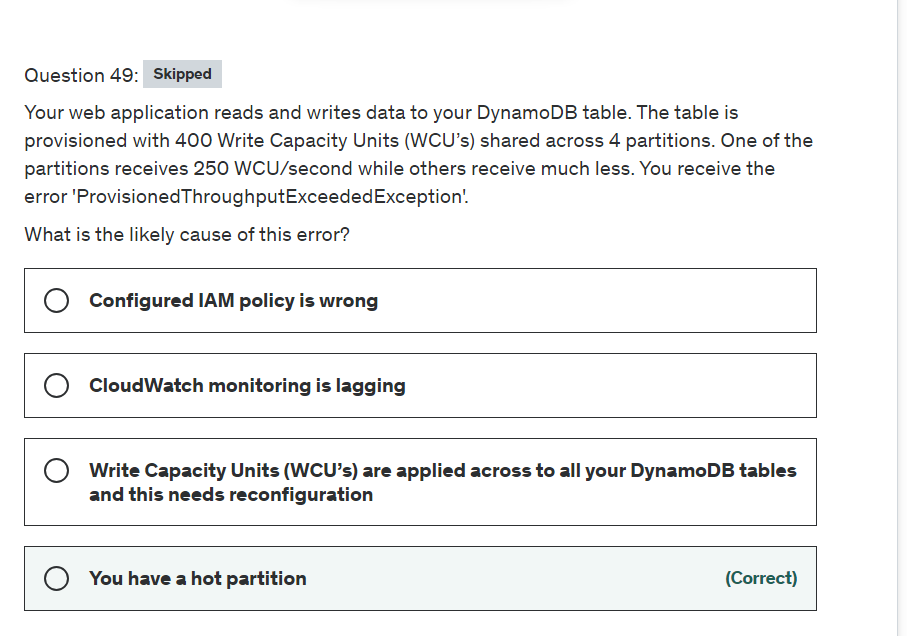 Question 49: Skipped
Your web application reads and writes data to your DynamoDB table. The table is
provisioned with 400 Write Capacity Units (WCU's) shared across 4 partitions. One of the
partitions receives 250 WCU/second while others receive much less. You receive the
error 'ProvisionedThroughputExceededException'.
What is the likely cause of this error?
Configured IAM policy is wrong
CloudWatch monitoring is lagging
Write Capacity Units (WCU's) are applied across to all your DynamoDB tables
and this needs reconfiguration
You have a hot partition (Correct)